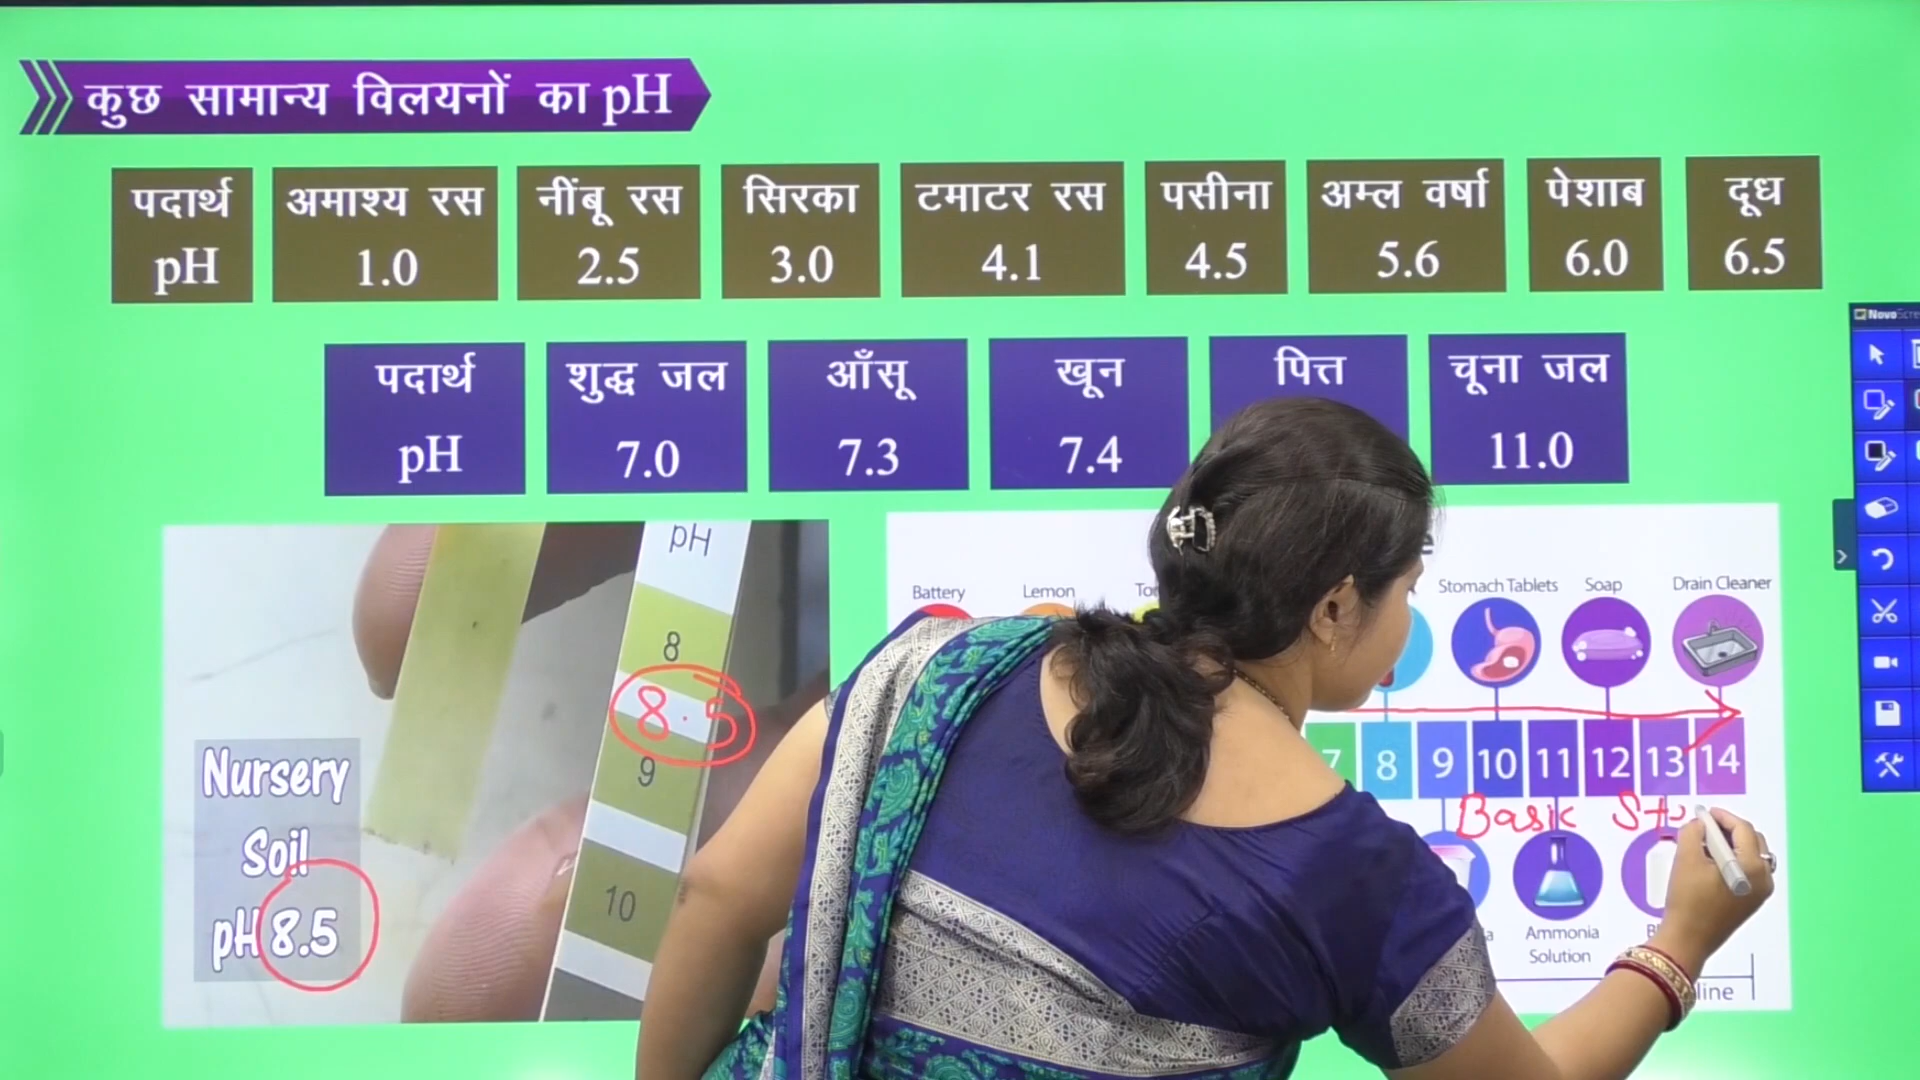 कुछ सामान्य विलयनों का pH
पदार्थ अमाश्य रस नींबू रस सिरका टमाटर रस पसीना अम्ल वर्षा पेशाब दूध
pH 1.0 2.5 3.0 4.1 4.5 5.6 6.0 6.5
पदार्थ शुद्ध जल आँसू खून पित्त चूना जल
pH 7.0 7.3 7.4 11.0
pH
8
8.5
9
10
Nursery
Soil
pH 8.5
Battery Lemon Stomach Tablets Soap Drain Cleaner
7 8 9 10 11 12 13 14
Basic
Ammonia
Solution